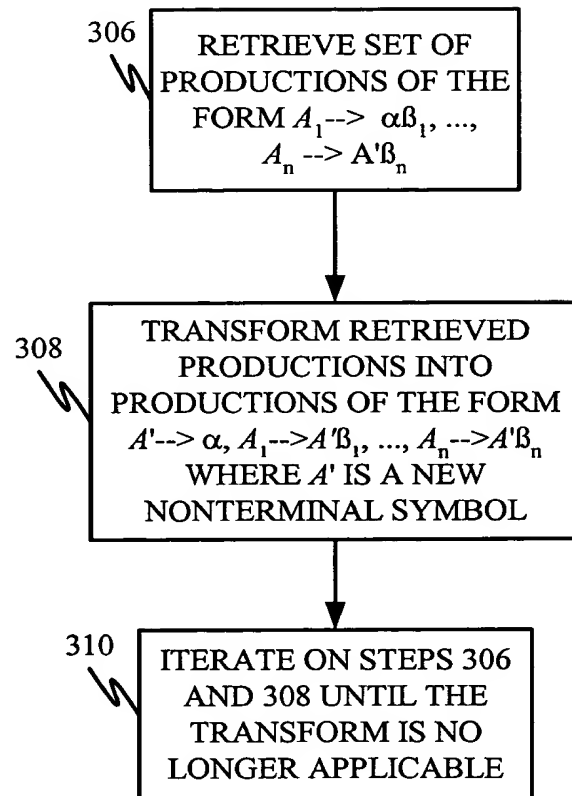 306
RETRIEVE SET OF
PRODUCTIONS OF THE
FORM A₁--> αß₁, ...,
Aₙ --> A'ßₙ
308
TRANSFORM RETRIEVED
PRODUCTIONS INTO
PRODUCTIONS OF THE FORM
A'--> α, A₁-->A'ß₁, ..., Aₙ-->A'ßₙ
WHERE A' IS A NEW
NONTERMINAL SYMBOL
310
ITERATE ON STEPS 306
AND 308 UNTIL THE
TRANSFORM IS NO
LONGER APPLICABLE